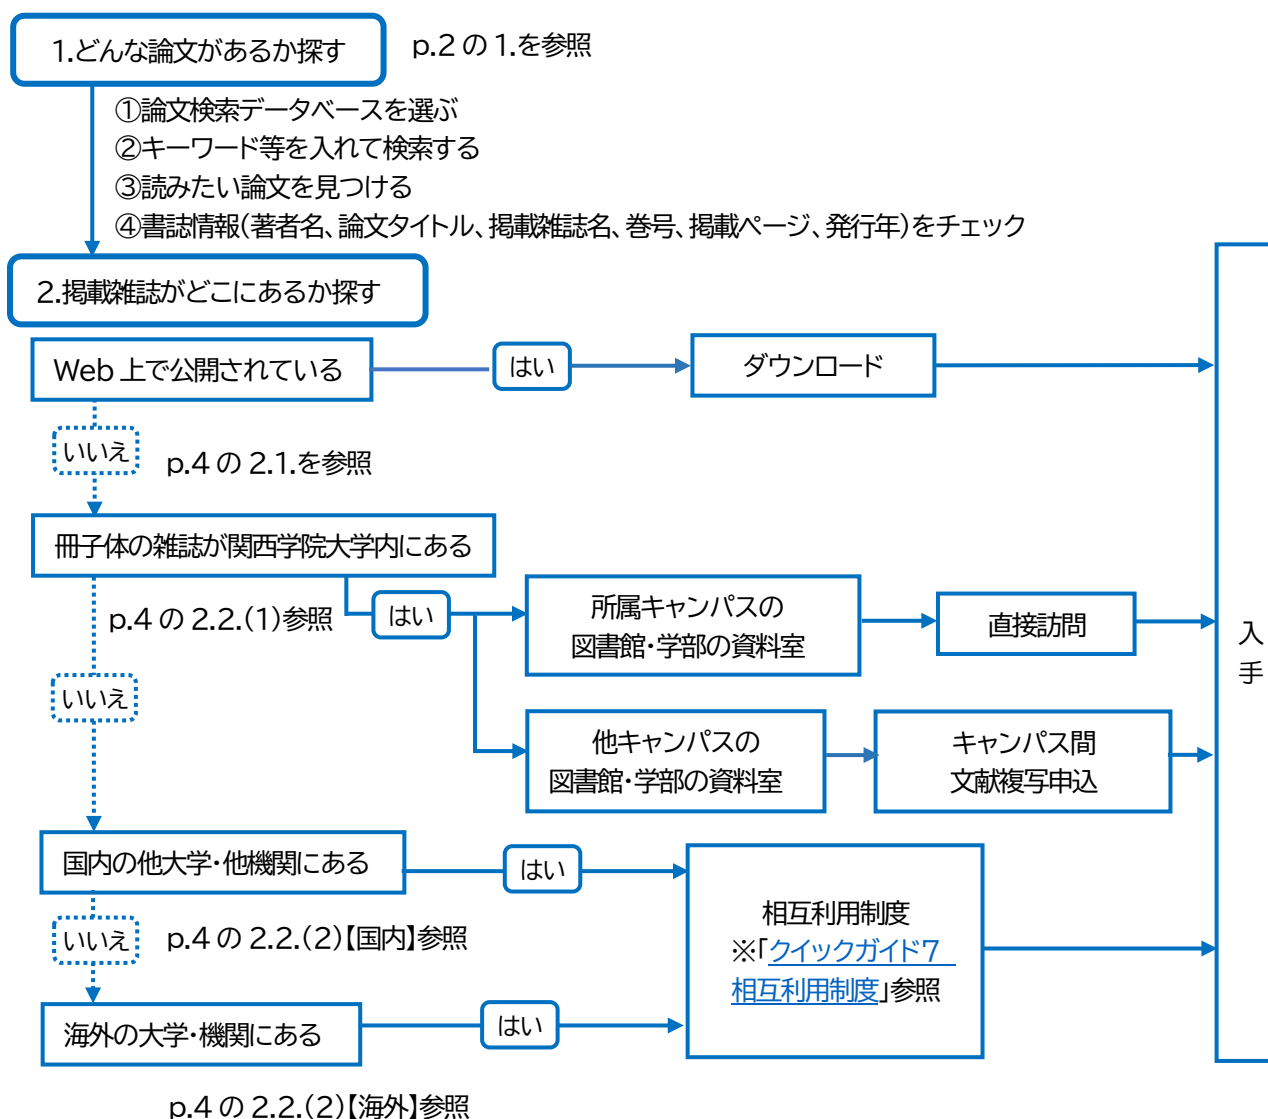 1.どんな論文があるか探す
p.2 の 1.を参照
①論文検索データベースを選ぶ
②キーワード等を入れて検索する
③読みたい論文を見つける
④書誌情報(著者名、論文タイトル、掲載雑誌名、巻号、掲載ページ、発行年)をチェック
2.掲載雑誌がどこにあるか探す
Web 上で公開されている
はい
ダウンロード
いいえ
p.4 の 2.1.を参照
冊子体の雑誌が関西学院大学内にある
p.4 の 2.2.(1)参照
はい
所属キャンパスの
図書館・学部の資料室
直接訪問
入
手
いいえ
他キャンパスの
図書館・学部の資料室
キャンパス間
文献複写申込
国内の他大学・他機関にある
はい
相互利用制度
※「クイックガイド7
相互利用制度」参照
いいえ
p.4 の 2.2.(2)【国内】参照
海外の大学・機関にある
はい
p.4 の 2.2.(2)【海外】参照